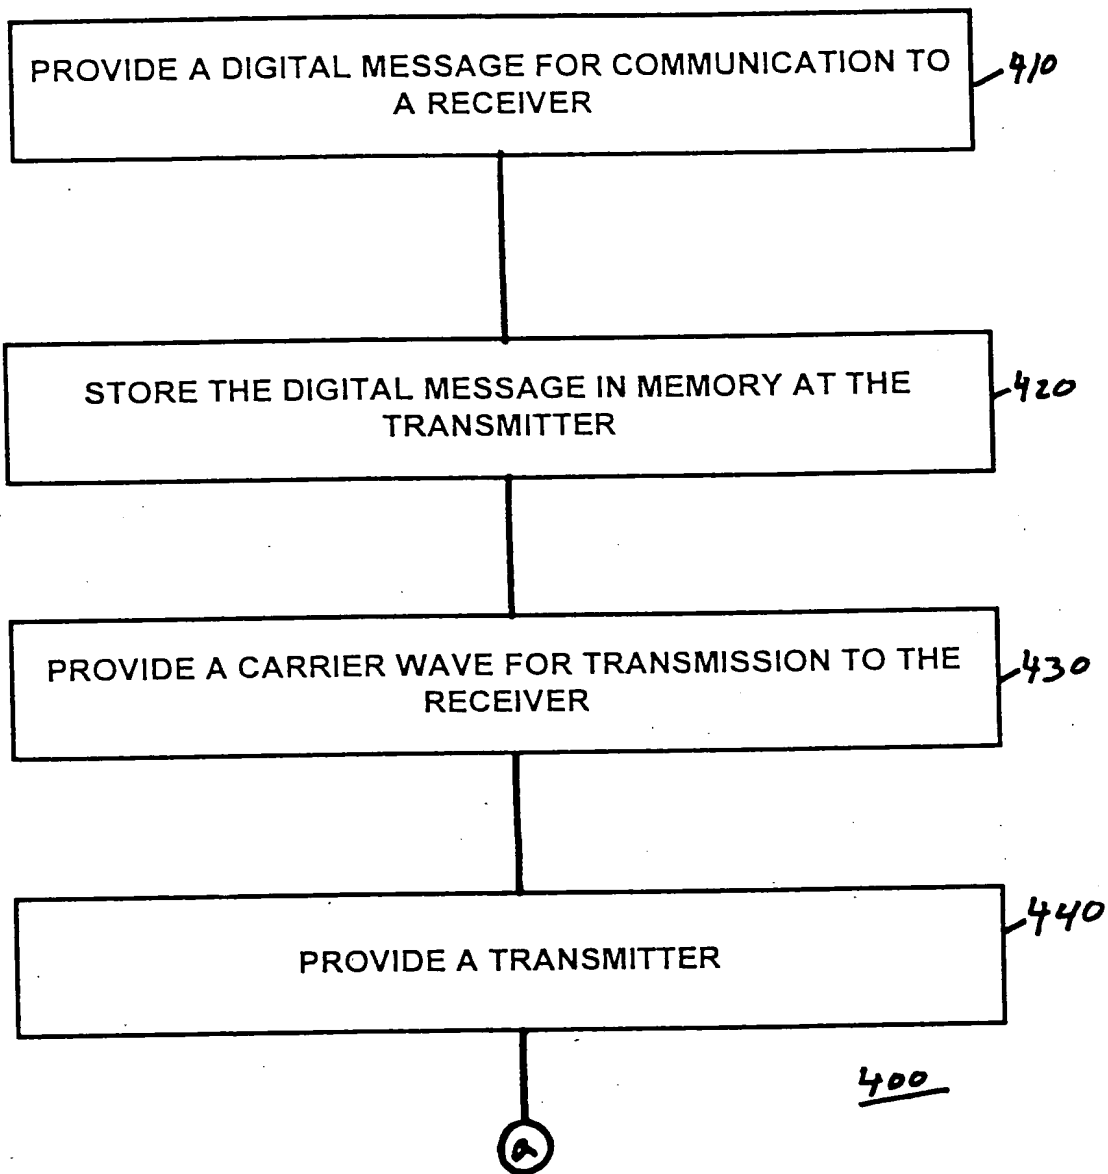 PROVIDE A DIGITAL MESSAGE FOR COMMUNICATION TO
A RECEIVER
410
STORE THE DIGITAL MESSAGE IN MEMORY AT THE
TRANSMITTER
420
PROVIDE A CARRIER WAVE FOR TRANSMISSION TO THE
RECEIVER
430
PROVIDE A TRANSMITTER
440
400
a